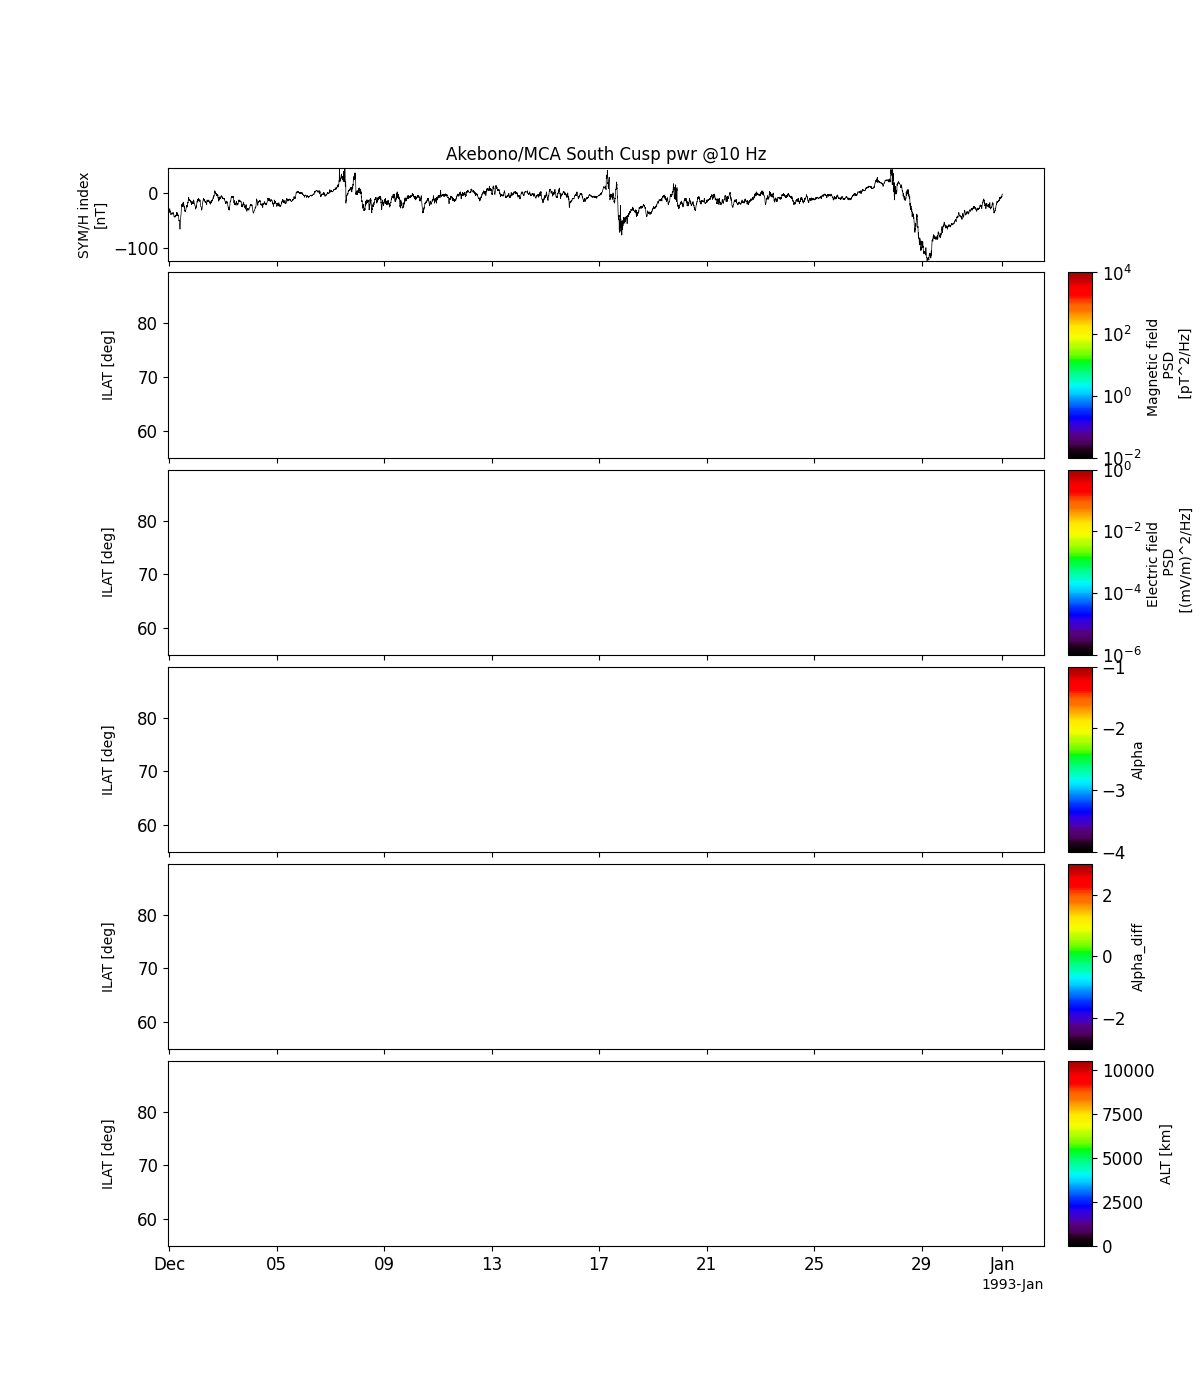 Akebono/MCA South Cusp pwr @10 Hz
SYM/H index
[nT]
0
−100
ILAT [deg]
80
70
60
10^4
10^2
10^0
10^−2
Magnetic field
PSD
[pT^2/Hz]
ILAT [deg]
80
70
60
10^0
10^−2
10^−4
10^−6
Electric field
PSD
[(mV/m)^2/Hz]
ILAT [deg]
80
70
60
−1
−2
−3
−4
Alpha
ILAT [deg]
80
70
60
2
0
−2
Alpha_diff
ILAT [deg]
80
70
60
10000
7500
5000
2500
0
ALT [km]
Dec 05 09 13 17 21 25 29 Jan
1993-Jan